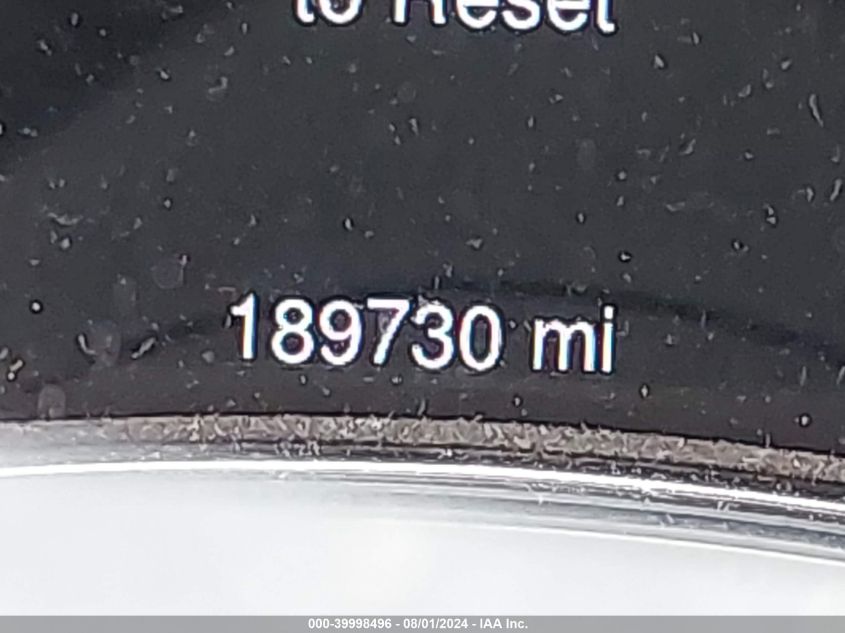 to Reset
189730 mi
000-39998496 - 08/01/2024 - IAA Inc.